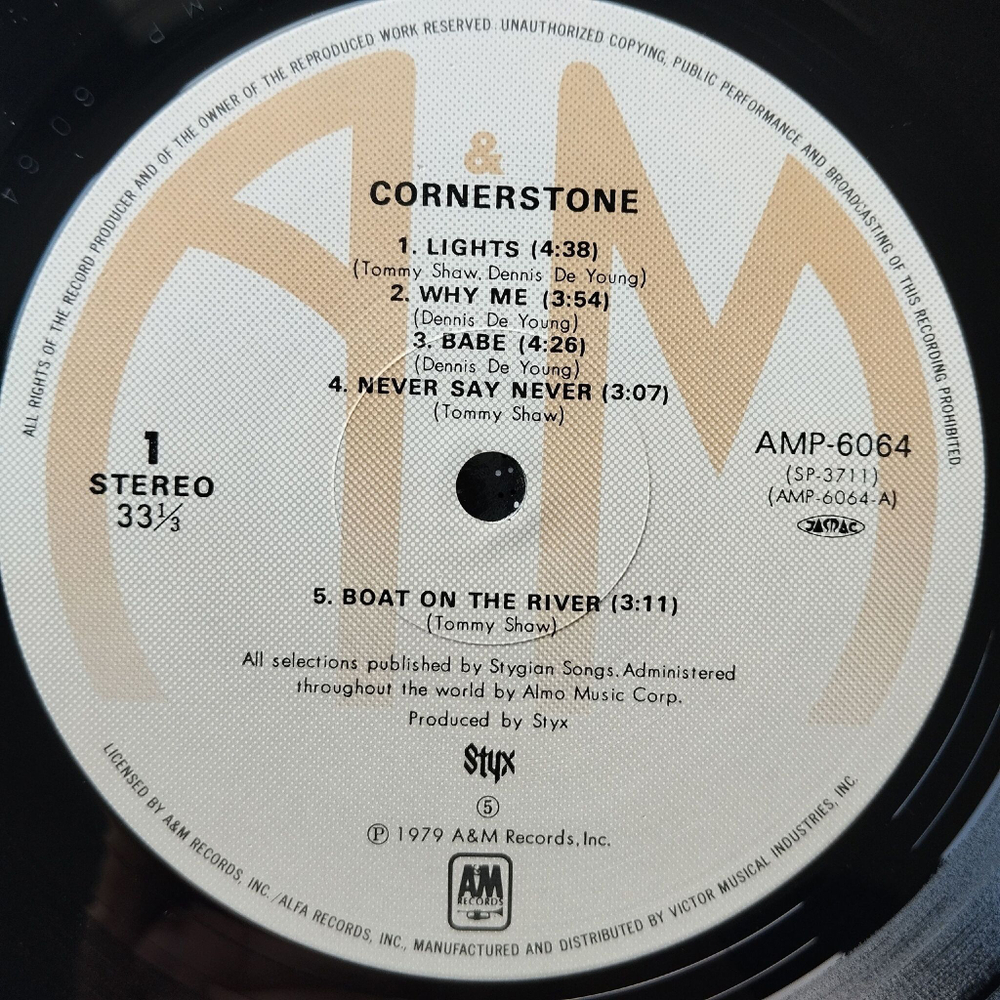 ALL RIGHTS OF THE RECORD PRODUCER AND OF THE OWNER OF THE REPRODUCED WORK RESERVED. UNAUTHORIZED COPYING, PUBLIC PERFORMANCE AND BROADCASTING OF THIS RECORDING PROHIBITED.
A & M
CORNERSTONE
1. LIGHTS (4:38)
(Tommy Shaw, Dennis De Young)
2. WHY ME (3:54)
(Dennis De Young)
3. BABE (4:26)
(Dennis De Young)
4. NEVER SAY NEVER (3:07)
(Tommy Shaw)
1
STEREO
33⅓
AMP-6064
(SP-3711)
(AMP-6064-A)
JASRAC
5. BOAT ON THE RIVER (3:11)
(Tommy Shaw)
All selections published by Stygian Songs. Administered
throughout the world by Almo Music Corp.
Produced by Styx
Styx
⑤
Ⓟ 1979 A&M Records, Inc.
A&M
RECORDS
LICENSED BY A&M RECORDS, INC./ALFA RECORDS, INC., MANUFACTURED AND DISTRIBUTED BY VICTOR MUSICAL INDUSTRIES, INC.